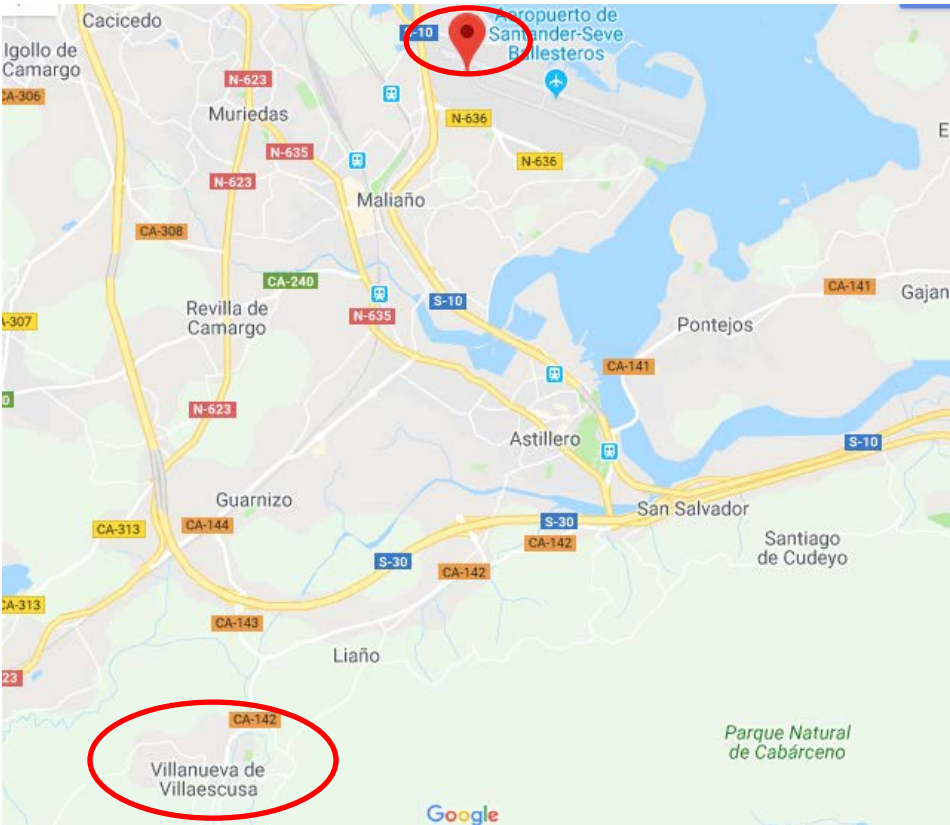 Cacicedo
Aeropuerto de
Santander-Seve
Ballesteros
S-10
Igollo de
Camargo
N-623
CA-306
Muriedas
N-636
N-635
N-636
N-623
Maliaño
CA-308
CA-240
CA-141
Gajan
Revilla de
Camargo
S-10
N-635
Pontejos
CA-141
N-623
Astillero
S-10
Guarnizo
San Salvador
CA-313
CA-144
S-30
CA-142
Santiago
de Cudeyo
S-30
CA-142
CA-313
CA-143
Liaño
23
CA-142
Parque Natural
de Cabárceno
Villanueva de
Villaescusa
Google